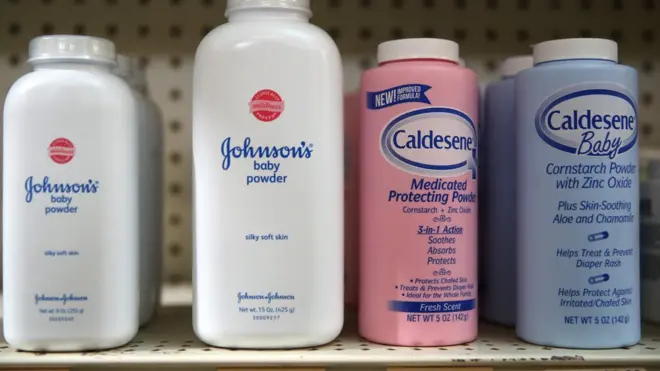 Johnson's
baby
powder
silky soft skin
Johnson & Johnson
Johnson's
baby
powder
silky soft skin
Johnson & Johnson
Net wt. 15 Oz. (425 g)
NEW! IMPROVED
FORMULA!
Caldesene
Medicated
Protecting Powder
Cornstarch + Zinc Oxide
3-in-1 Action
Soothes
Absorbs
Protects
• Protects Chafed Skin
• Treats & Prevents Diaper Rash
• Ideal for the Whole Family
Fresh Scent
NET WT 5 OZ (142g)
Caldesene
Baby
Cornstarch Powder
with Zinc Oxide
Plus Skin-Soothing
Aloe and Chamomile
Helps Treat & Prevent
Diaper Rash
Helps Protect Against
Irritated/Chafed Skin
NET WT 5 OZ (142g)